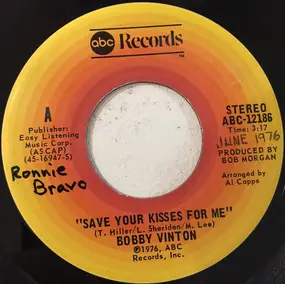 abc Records
A
Publisher:
Easy Listening
Music Corp.
(ASCAP)
(45-16947-S)
Ronnie
Bravo
STEREO
ABC-12186
Time: 3:17
JUNE 1976
PRODUCED BY
BOB MORGAN
Arranged by
Al Capps
"SAVE YOUR KISSES FOR ME"
(T. Hiller/L. Sheriden/M. Lee)
BOBBY VINTON
℗1976, ABC
Records, Inc.